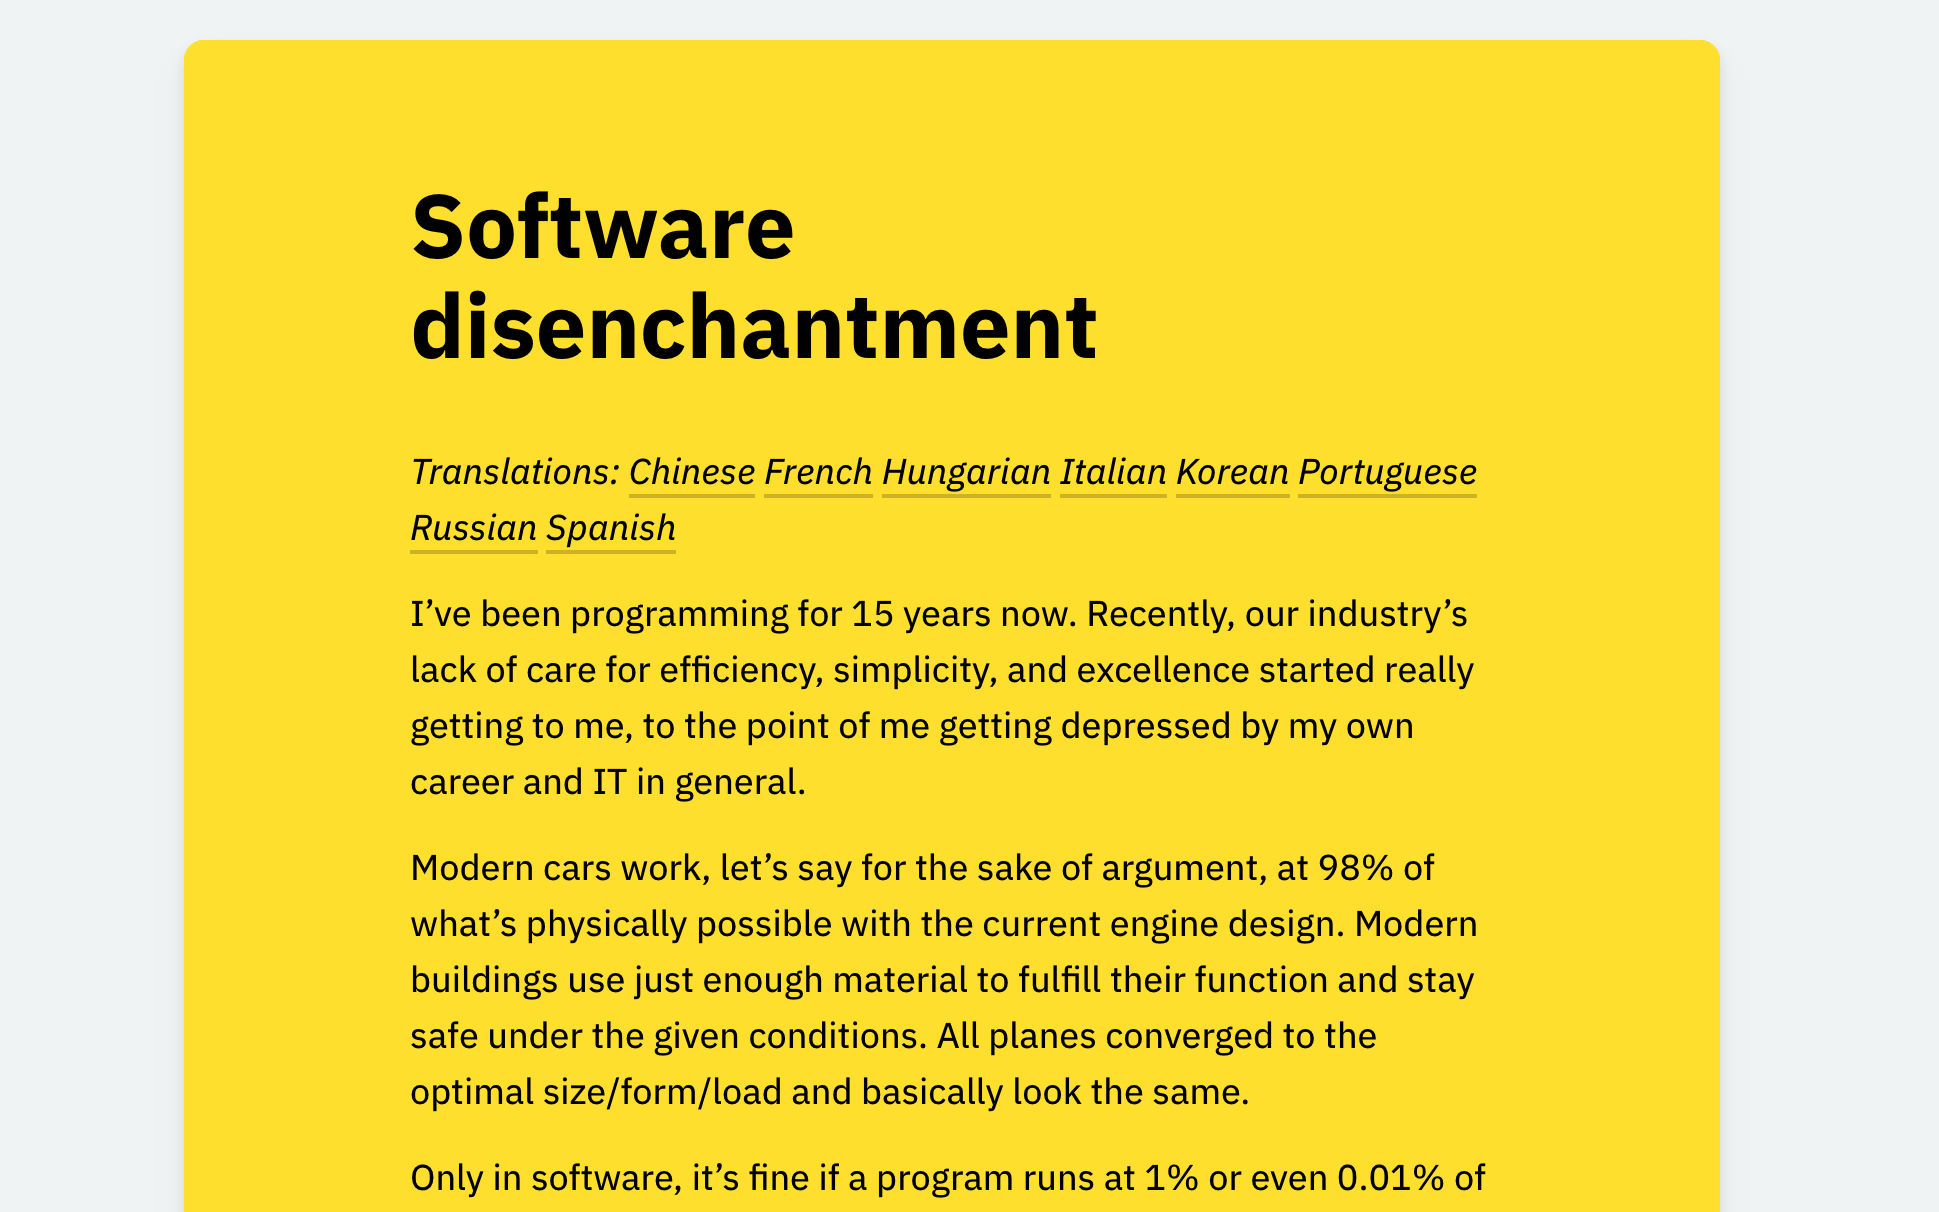 Software
disenchantment
Translations: Chinese French Hungarian Italian Korean Portuguese
Russian Spanish
I’ve been programming for 15 years now. Recently, our industry’s
lack of care for efficiency, simplicity, and excellence started really
getting to me, to the point of me getting depressed by my own
career and IT in general.
Modern cars work, let’s say for the sake of argument, at 98% of
what’s physically possible with the current engine design. Modern
buildings use just enough material to fulfill their function and stay
safe under the given conditions. All planes converged to the
optimal size/form/load and basically look the same.
Only in software, it’s fine if a program runs at 1% or even 0.01% of